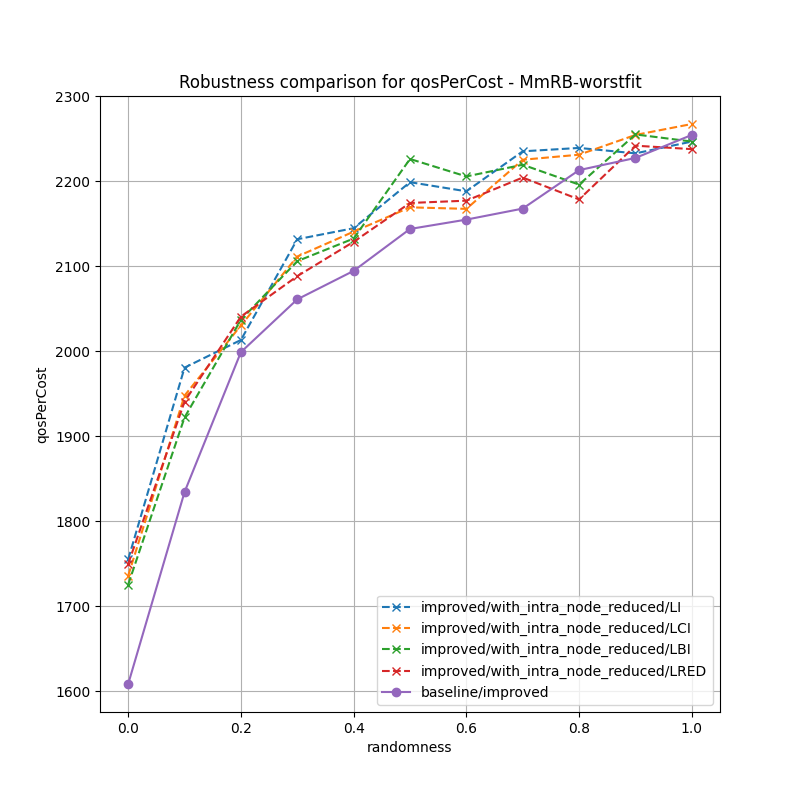 Robustness comparison for qosPerCost - MmRB-worstfit
2300
2200
2100
2000
1900
1800
1700
1600
qosPerCost
improved/with_intra_node_reduced/LI
improved/with_intra_node_reduced/LCI
improved/with_intra_node_reduced/LBI
improved/with_intra_node_reduced/LRED
baseline/improved
0.0 0.2 0.4 0.6 0.8 1.0
randomness